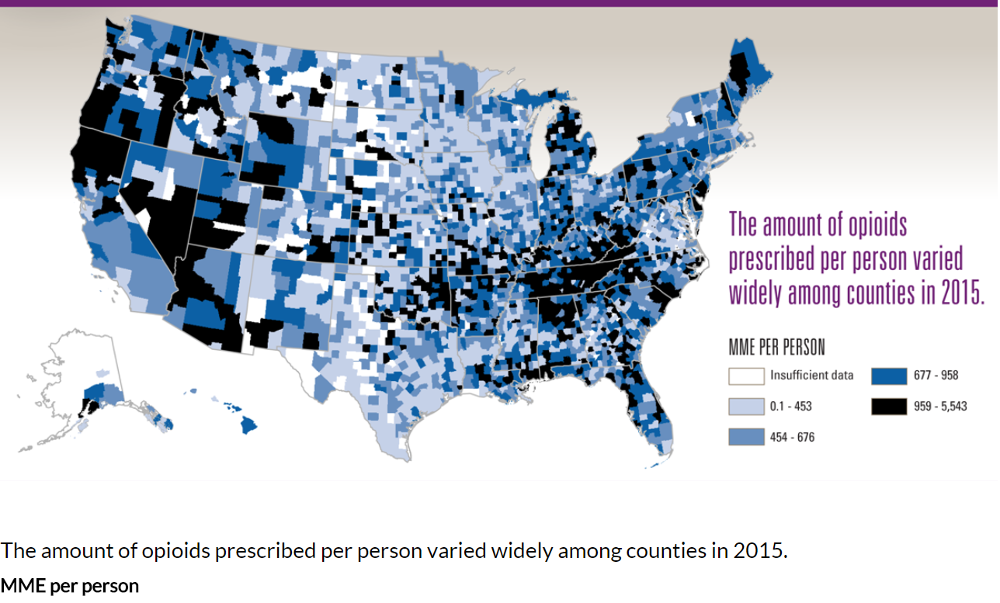 The amount of opioids
prescribed per person varied
widely among counties in 2015.
MME PER PERSON
Insufficient data
0.1 - 453
454 - 676
677 - 958
959 - 5,543
The amount of opioids prescribed per person varied widely among counties in 2015.
MME per person